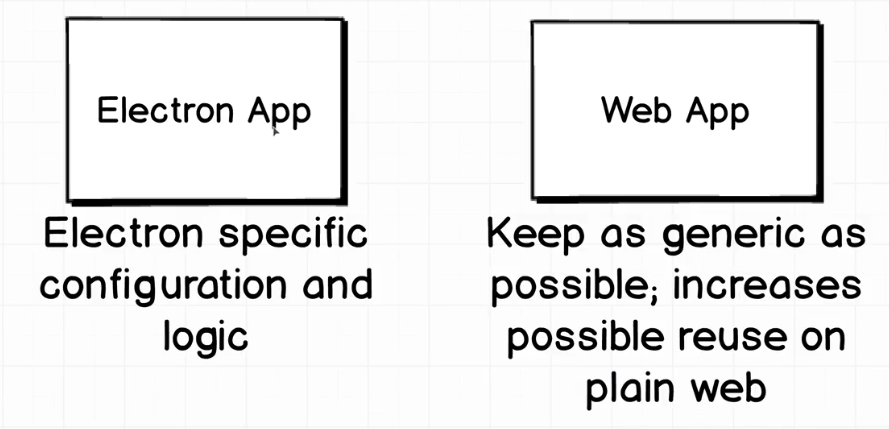 Electron App
Electron specific
configuration and
logic
Web App
Keep as generic as
possible; increases
possible reuse on
plain web